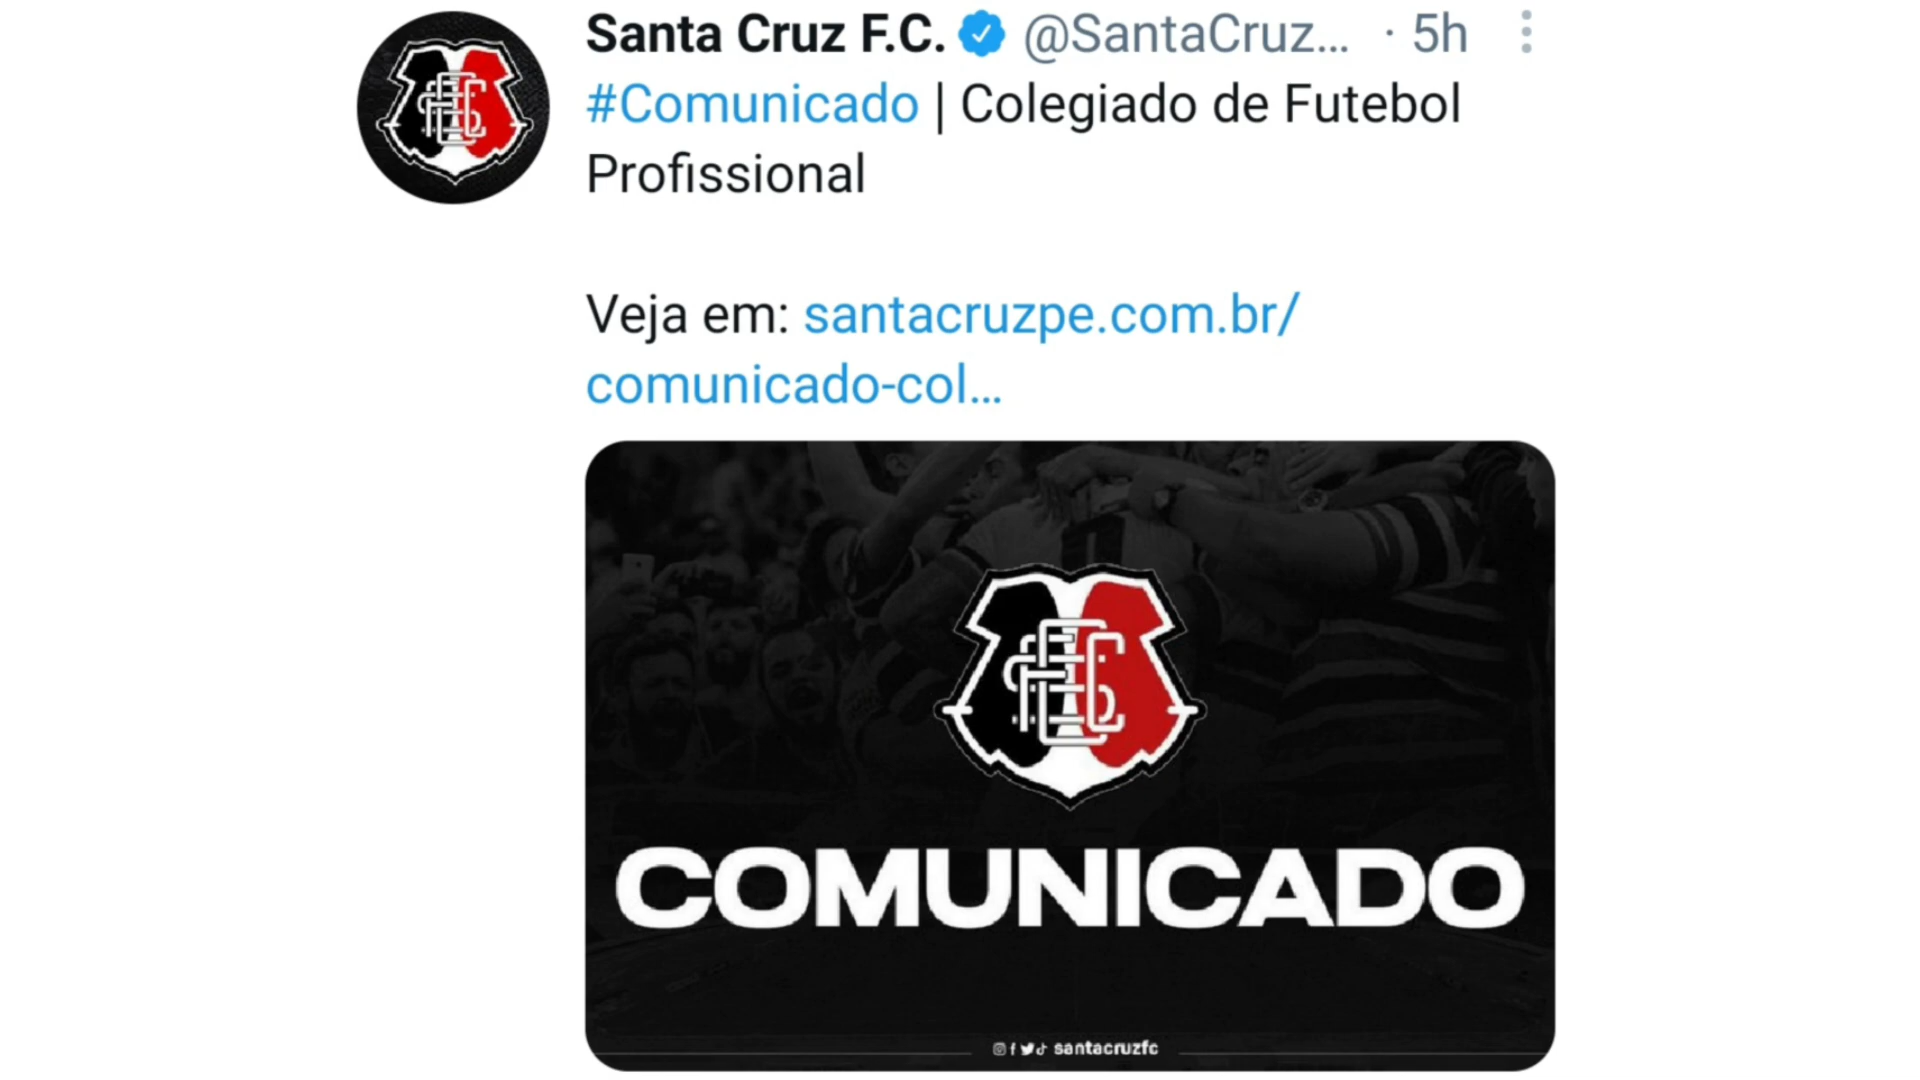 Santa Cruz F.C. @SantaCruz... · 5h
#Comunicado | Colegiado de Futebol
Profissional
Veja em: santacruzpe.com.br/
comunicado-col...
COMUNICADO
santacruzfc